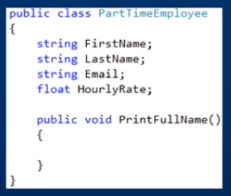 public class PartTimeEmployee
{
    string FirstName;
    string LastName;
    string Email;
    float HourlyRate;

    public void PrintFullName()
    {

    }
}